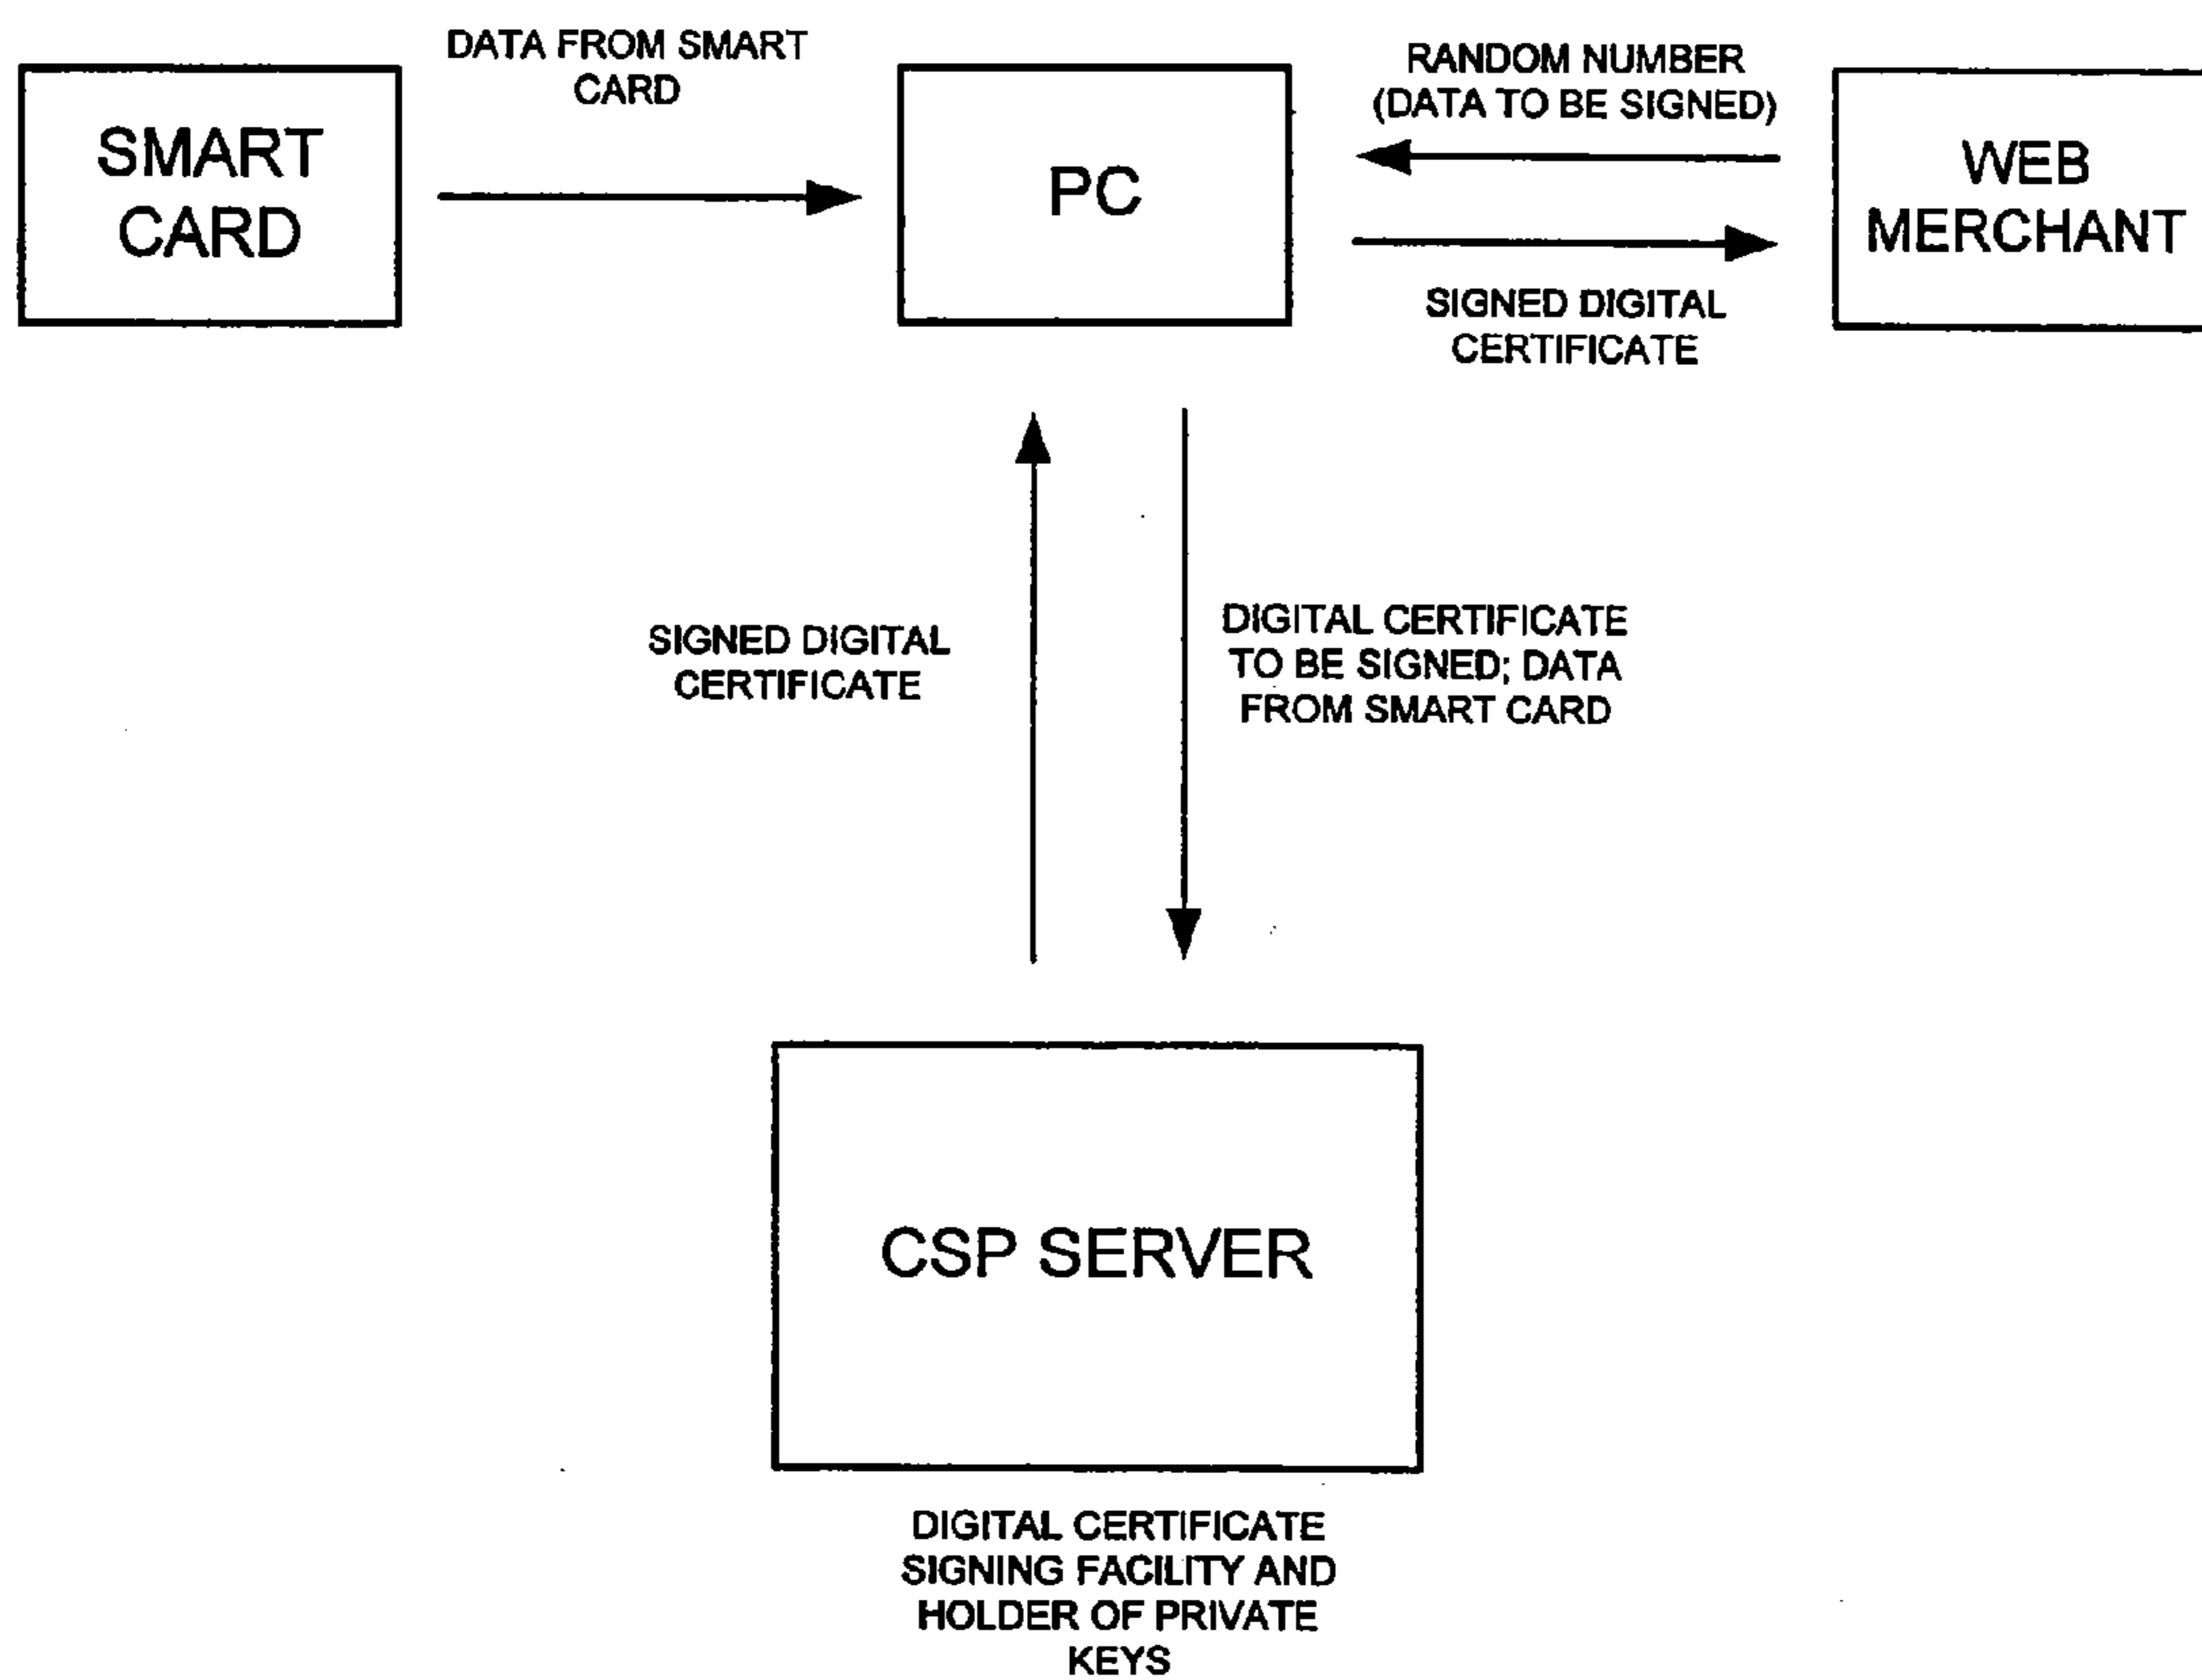 DATA FROM SMART
CARD
RANDOM NUMBER
(DATA TO BE SIGNED)
SMART
CARD
PC
WEB
MERCHANT
SIGNED DIGITAL
CERTIFICATE
SIGNED DIGITAL
CERTIFICATE
DIGITAL CERTIFICATE
TO BE SIGNED; DATA
FROM SMART CARD
CSP SERVER
DIGITAL CERTIFICATE
SIGNING FACILITY AND
HOLDER OF PRIVATE
KEYS